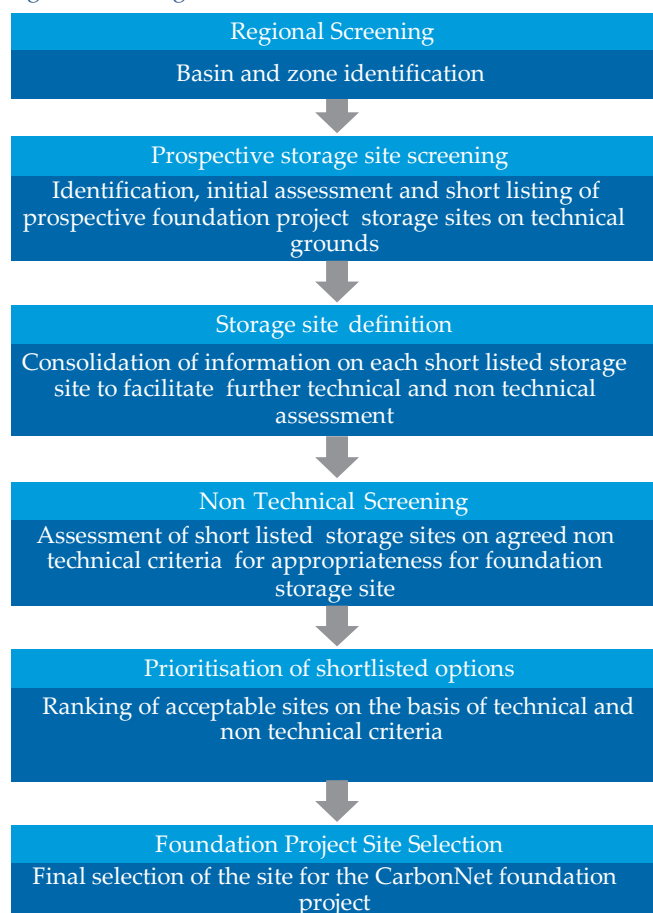 Regional Screening
Basin and zone identification
Prospective storage site screening
Identification, initial assessment and short listing of
prospective foundation project storage sites on technical
grounds
Storage site definition
Consolidation of information on each short listed storage
site to facilitate further technical and non technical
assessment
Non Technical Screening
Assessment of short listed storage sites on agreed non
technical criteria for appropriateness for foundation
storage site
Prioritisation of shortlisted options
Ranking of acceptable sites on the basis of technical and
non technical criteria
Foundation Project Site Selection
Final selection of the site for the CarbonNet foundation
project